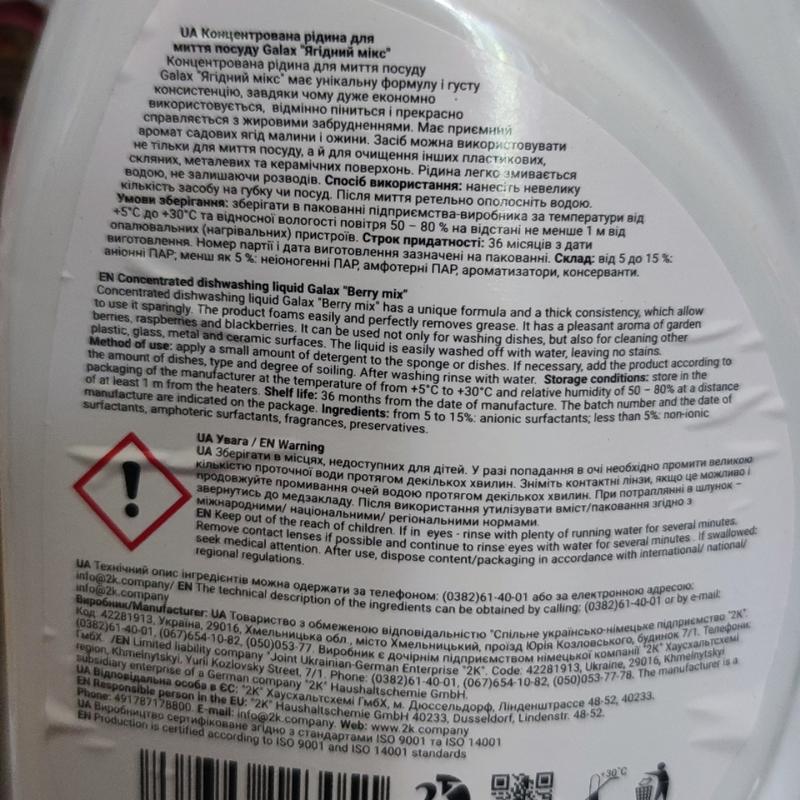 UA Концентрована рідина для
миття посуду Galax "Ягідний мікс"
Концентрована рідина для миття посуду
Galax "Ягідний мікс" має унікальну формулу і густу
консистенцію, завдяки чому дуже економно
використовується, відмінно піниться і прекрасно
справляється з жировими забрудненнями. Має приємний
аромат садових ягід малини і ожини. Засіб можна використовувати
не тільки для миття посуду, а й для очищення інших пластикових,
скляних, металевих та керамічних поверхонь. Рідина легко змивається
водою, не залишаючи розводів. Спосіб використання: нанесіть невелику
кількість засобу на губку чи посуд. Після миття ретельно ополосніть водою.
Умови зберігання: зберігати в пакованні підприємства-виробника за температури від
+5°C до +30°C та відносної вологості повітря 50 – 80 % на відстані не менше 1 м від
опалювальних (нагрівальних) пристроїв. Строк придатності: 36 місяців з дати
виготовлення. Номер партії і дата виготовлення зазначені на пакованні. Склад: від 5 до 15 %:
аніонні ПАР; менш як 5 %: неіоногенні ПАР, амфотерні ПАР, ароматизатори, консерванти.
EN Concentrated dishwashing liquid Galax "Berry mix"
Concentrated dishwashing liquid Galax "Berry mix" has a unique formula and a thick consistency, which allow
to use it sparingly. The product foams easily and perfectly removes grease. It has a pleasant aroma of garden
berries, raspberries and blackberries. It can be used not only for washing dishes, but also for cleaning other
plastic, glass, metal and ceramic surfaces. The liquid is easily washed off with water, leaving no stains.
Method of use: apply a small amount of detergent to the sponge or dishes. If necessary, add the product according to
the amount of dishes, type and degree of soiling. After washing rinse with water. Storage conditions: store in the
packaging of the manufacturer at the temperature of from +5°C to +30°C and relative humidity of 50 – 80% at a distance
of at least 1 m from the heaters. Shelf life: 36 months from the date of manufacture. The batch number and the date of
manufacture are indicated on the package. Ingredients: from 5 to 15%: anionic surfactants; less than 5%: non-ionic
surfactants, amphoteric surfactants, fragrances, preservatives.
UA Увага / EN Warning
UA Зберігати в місцях, недоступних для дітей. У разі попадання в очі необхідно промити великою
кількістю проточної води протягом декількох хвилин. Зніміть контактні лінзи, якщо це можливо і
продовжуйте промивання очей водою протягом декількох хвилин. При потраплянні в шлунок –
звернутись до медзакладу. Після використання утилізувати вміст/паковання згідно з
міжнародними/ національними/ регіональними нормами.
EN Keep out of the reach of children. If in eyes - rinse with plenty of running water for several minutes.
Remove contact lenses if possible and continue to rinse eyes with water for several minutes . If swallowed:
seek medical attention. After use, dispose content/packaging in accordance with international/ national/
regional regulations.
UA Технічний опис інгредієнтів можна одержати за телефоном: (0382)61-40-01 або за електронною адресою:
info@2k.company/ EN The technical description of the ingredients can be obtained by calling: (0382)61-40-01 or by e-mail:
info@2k.company
Виробник/Manufacturer: UA Товариство з обмеженою відповідальністю "Спільне українсько-німецьке підприємство "2К".
Код 42281913, Україна, 29016, Хмельницька обл., місто Хмельницький, проїзд Юрія Козловського, будинок 7/1. Телефони:
(0382)61-40-01, (067)654-10-82, (050)053-77. Виробник є дочірнім підприємством німецької компанії "2К" Хаусхальтсхемі
ГмбХ. /EN Limited liability company "Joint Ukrainian-German Enterprise "2K". Code: 42281913, Ukraine, 29016, Khmelnytskyi
region, Khmelnytskyi. Yurii Kozlovsky Street, 7/1. Phone: (0382)61-40-01, (067)654-10-82, (050)053-77-78. The manufacturer is a
subsidiary enterprise of a German company "2K" Haushaltschemie GmbH.
UA Відповідальна особа в ЄС: "2K" Хаусхальтсхемі ГмбХ, м. Дюссельдорф, Лінденштрассе 48-52, 40233.
EN Responsible person in the EU: "2K" Haushaltschemie GmbH 40233, Dusseldorf, Lindenstr. 48-52.
Phone: 491787178800. E-mail: info@2k.company. Web: www.2k.company
UA Виробництво сертифіковане згідно з стандартами ISO 9001 та ISO 14001
EN Production is certified according to ISO 9001 and ISO 14001 standards
+30°C